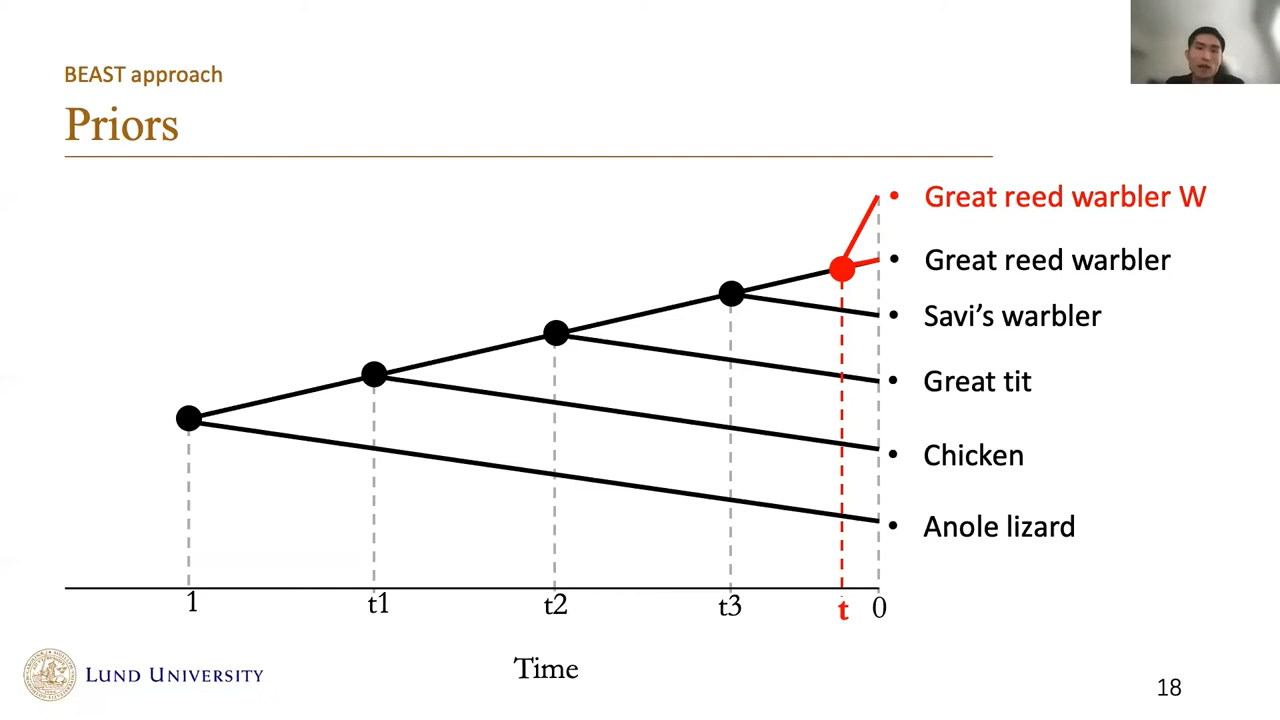 BEAST approach
Priors
• Great reed warbler W
• Great reed warbler
• Savi’s warbler
• Great tit
• Chicken
• Anole lizard
1 t1 t2 t3 t 0
Time
LUND UNIVERSITY
18